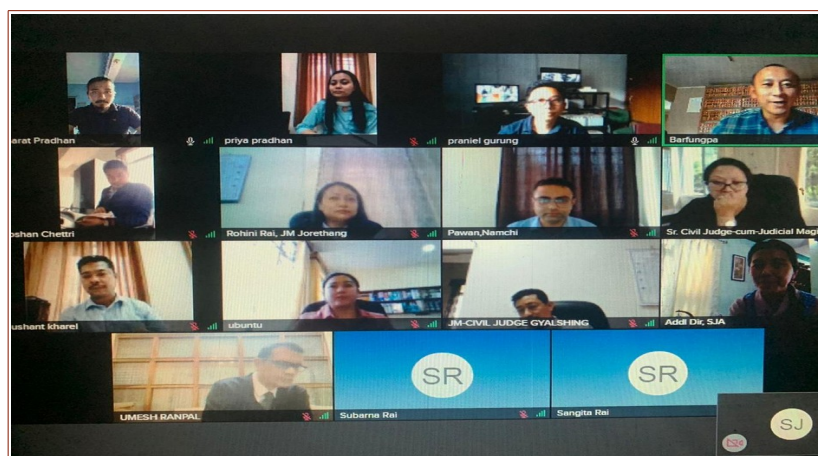 arat Pradhan
priya pradhan
praniel gurung
Barfungpa
oshan Chettri
Rohini Rai, JM Jorethang
Pawan,Namchi
Sr. Civil Judge-cum-Judicial Magi
ushant kharel
ubuntu
JM-CIVIL JUDGE GYALSHING
Addl Dir, SJA
UMESH RANPAL
SR
Subarna Rai
SR
Sangita Rai
SJ